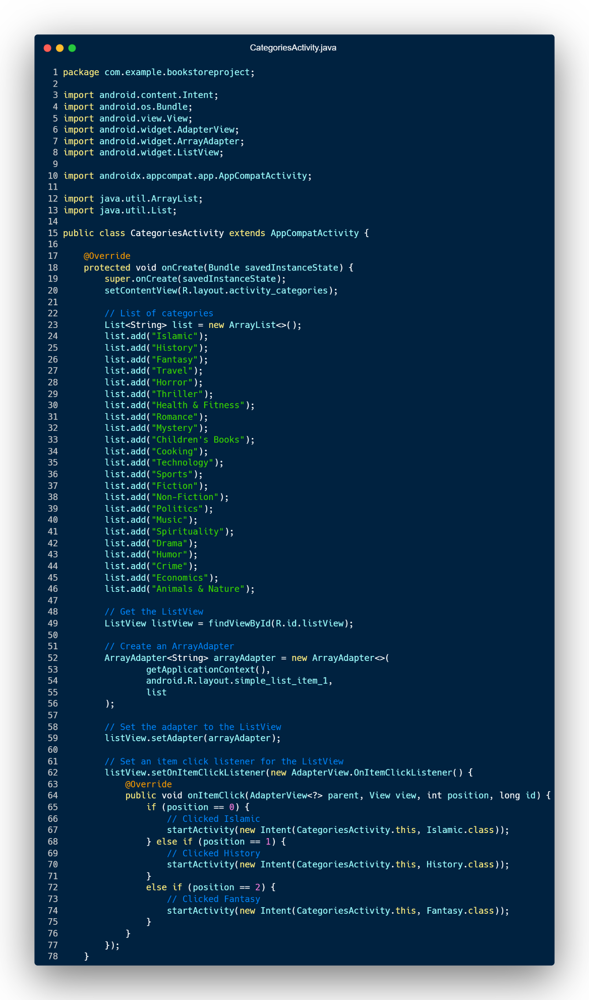 CategoriesActivity.java
1 package com.example.bookstoreproject;
2
3 import android.content.Intent;
4 import android.os.Bundle;
5 import android.view.View;
6 import android.widget.AdapterView;
7 import android.widget.ArrayAdapter;
8 import android.widget.ListView;
9
10 import androidx.appcompat.app.AppCompatActivity;
11
12 import java.util.ArrayList;
13 import java.util.List;
14
15 public class CategoriesActivity extends AppCompatActivity {
16
17     @Override
18     protected void onCreate(Bundle savedInstanceState) {
19         super.onCreate(savedInstanceState);
20         setContentView(R.layout.activity_categories);
21
22         // List of categories
23         List<String> list = new ArrayList<>();
24         list.add("Islamic");
25         list.add("History");
26         list.add("Fantasy");
27         list.add("Travel");
28         list.add("Horror");
29         list.add("Thriller");
30         list.add("Health & Fitness");
31         list.add("Romance");
32         list.add("Mystery");
33         list.add("Children's Books");
34         list.add("Cooking");
35         list.add("Technology");
36         list.add("Sports");
37         list.add("Fiction");
38         list.add("Non-Fiction");
39         list.add("Politics");
40         list.add("Music");
41         list.add("Spirituality");
42         list.add("Drama");
43         list.add("Humor");
44         list.add("Crime");
45         list.add("Economics");
46         list.add("Animals & Nature");
47
48         // Get the ListView
49         ListView listView = findViewById(R.id.listView);
50
51         // Create an ArrayAdapter
52         ArrayAdapter<String> arrayAdapter = new ArrayAdapter<>(
53                 getApplicationContext(),
54                 android.R.layout.simple_list_item_1,
55                 list
56         );
57
58         // Set the adapter to the ListView
59         listView.setAdapter(arrayAdapter);
60
61         // Set an item click listener for the ListView
62         listView.setOnItemClickListener(new AdapterView.OnItemClickListener() {
63             @Override
64             public void onItemClick(AdapterView<?> parent, View view, int position, long id) {
65                 if (position == 0) {
66                     // Clicked Islamic
67                     startActivity(new Intent(CategoriesActivity.this, Islamic.class));
68                 } else if (position == 1) {
69                     // Clicked History
70                     startActivity(new Intent(CategoriesActivity.this, History.class));
71                 }
72                 else if (position == 2) {
73                     // Clicked Fantasy
74                     startActivity(new Intent(CategoriesActivity.this, Fantasy.class));
75                 }
76             }
77         });
78     }